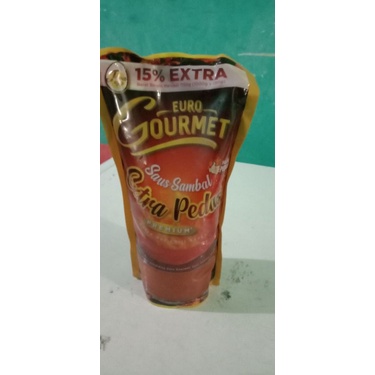 15% EXTRA
EURO
GOURMET
Saus Sambal
Extra Pedas
PREMIUM